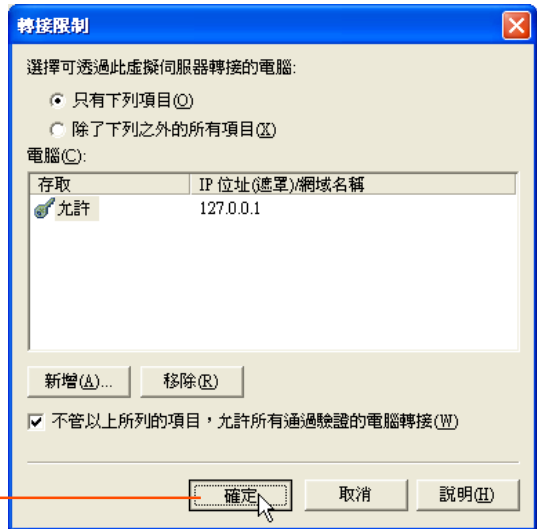 轉接限制
選擇可透過此虛擬伺服器轉接的電腦:
只有下列項目(O)
除了下列之外的所有項目(X)
電腦(C):
存取 IP 位址(遮罩)/網域名稱
允許 127.0.0.1
新增(A)... 移除(R)
不管以上所列的項目,允許所有通過驗證的電腦轉接(W)
確定 取消 說明(H)